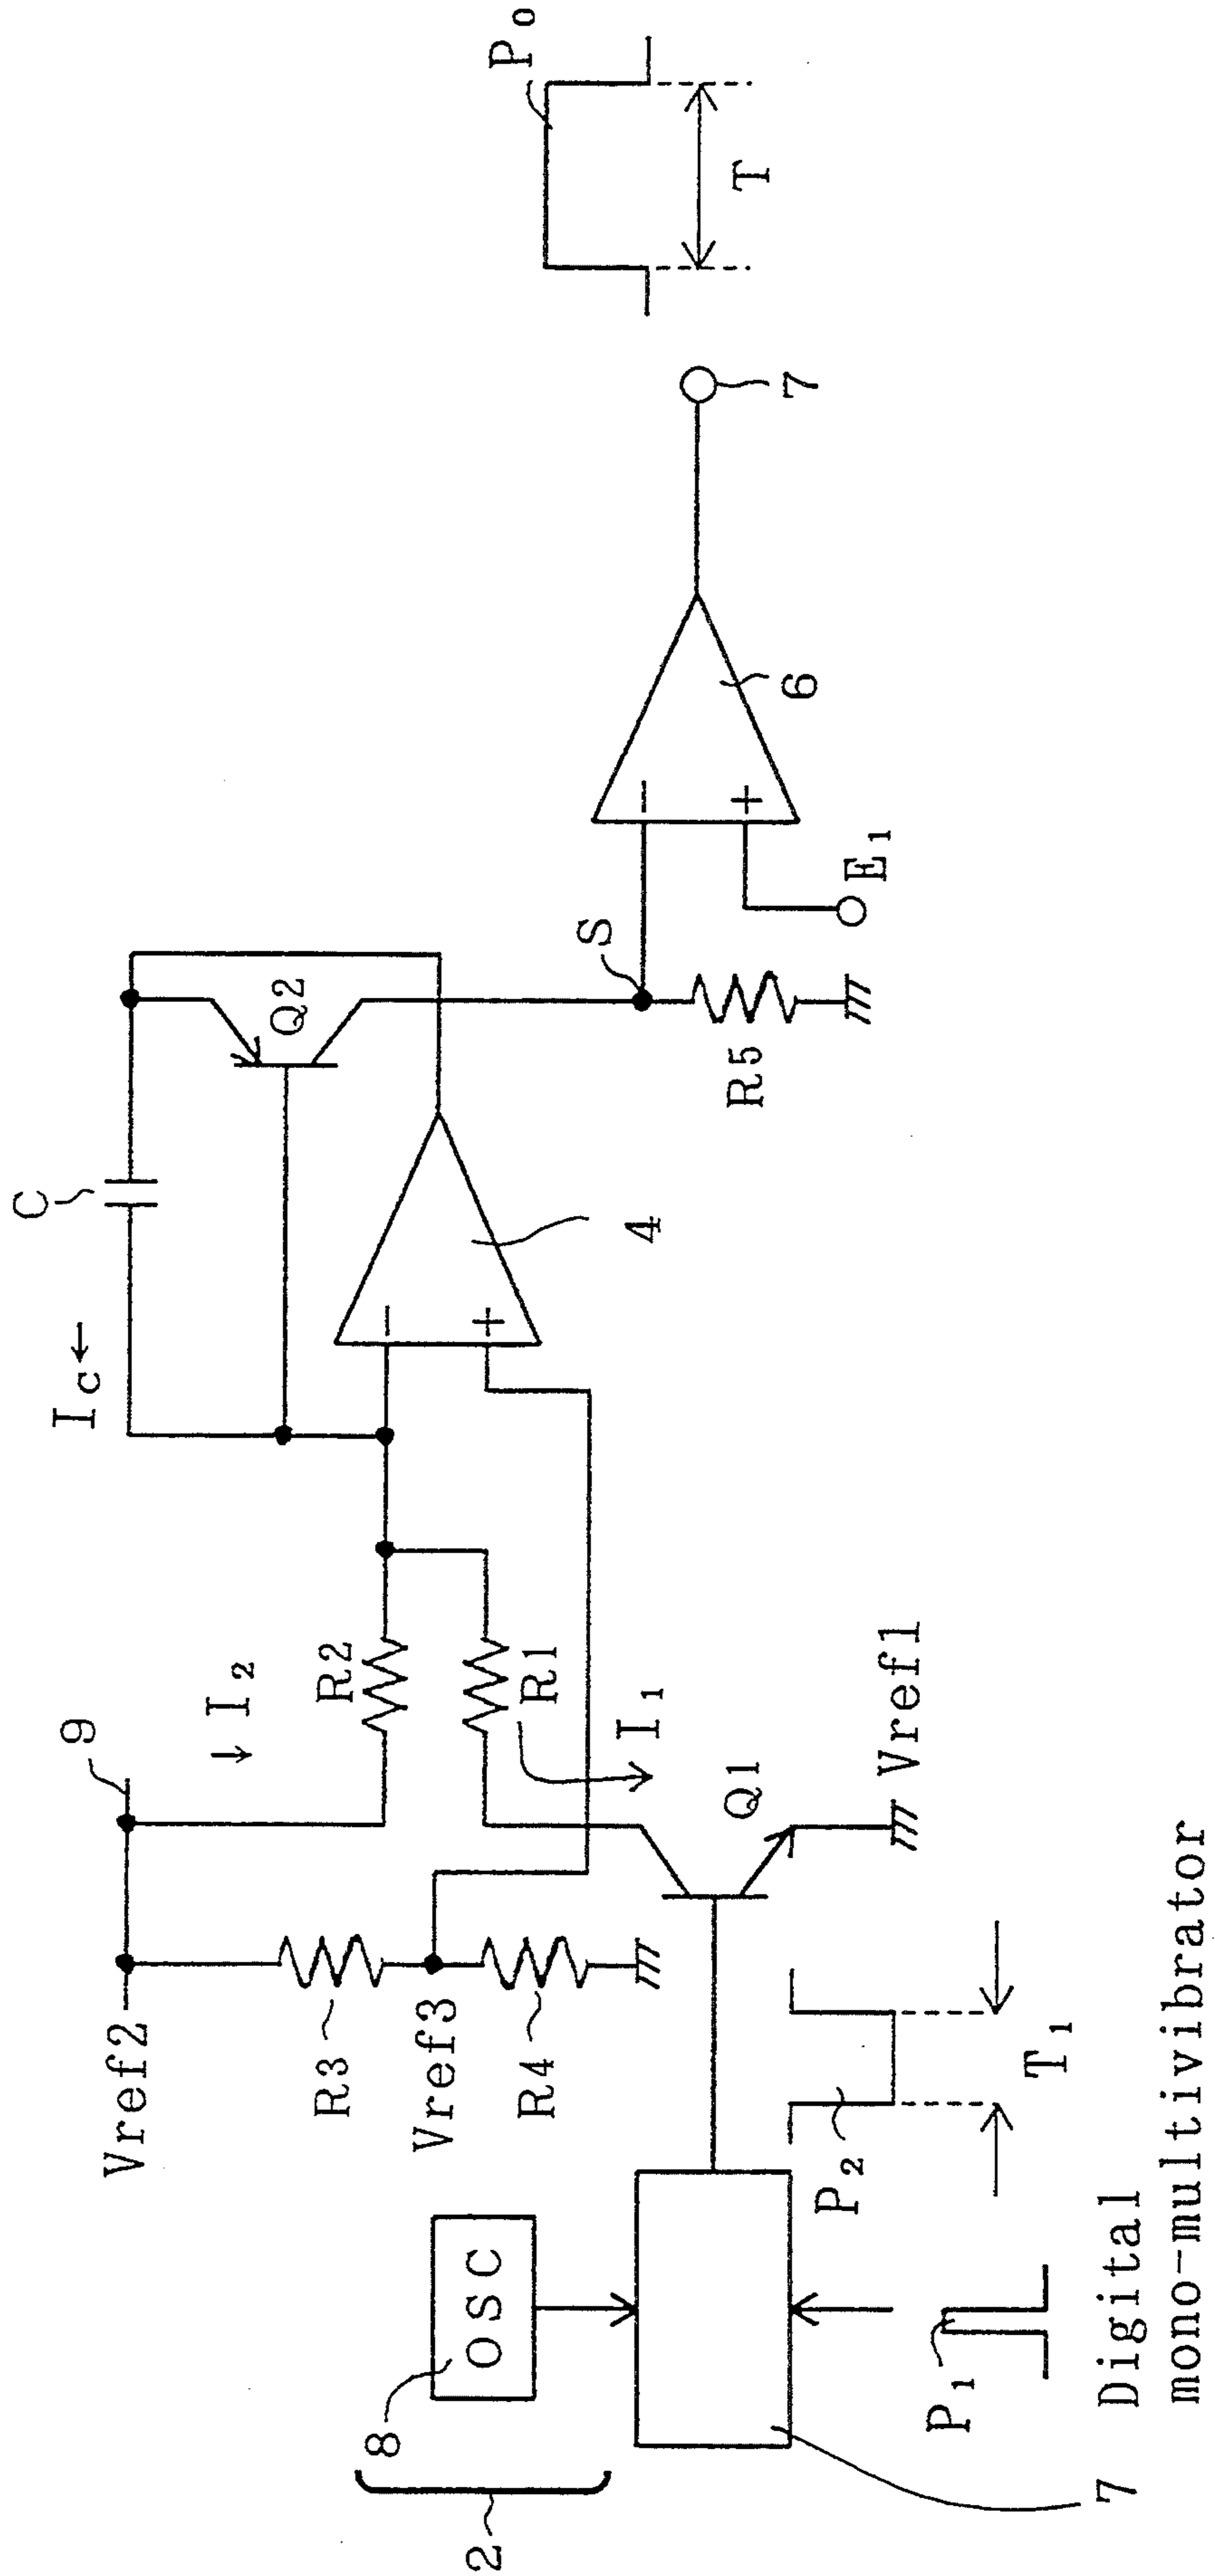 Vref2
9
I₂
R3
Vref3
R4
R2
R1
I₁
Ic←
C
4
Q2
S
R5
E₁
6
7
P₀
T
8
OSC
2
7
P₁
P₂
T₁
Q1
Vref1
Digital
mono-multivibrator
−
+
−
+